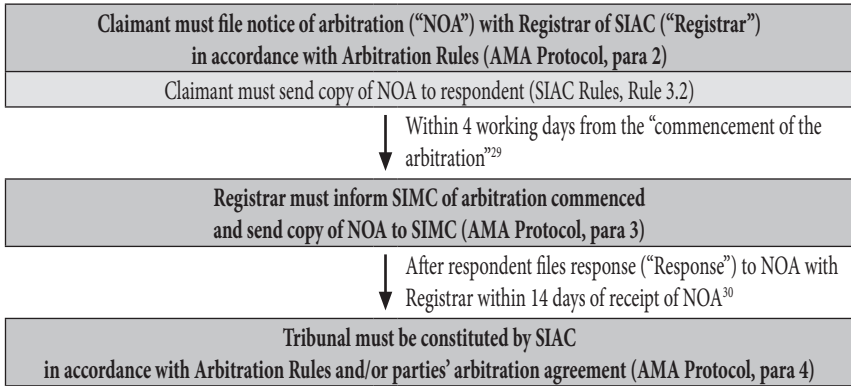 Claimant must file notice of arbitration (“NOA”) with Registrar of SIAC (“Registrar”)
in accordance with Arbitration Rules (AMA Protocol, para 2)
Claimant must send copy of NOA to respondent (SIAC Rules, Rule 3.2)
Within 4 working days from the “commencement of the
arbitration”29
Registrar must inform SIMC of arbitration commenced
and send copy of NOA to SIMC (AMA Protocol, para 3)
After respondent files response (“Response”) to NOA with
Registrar within 14 days of receipt of NOA30
Tribunal must be constituted by SIAC
in accordance with Arbitration Rules and/or parties’ arbitration agreement (AMA Protocol, para 4)